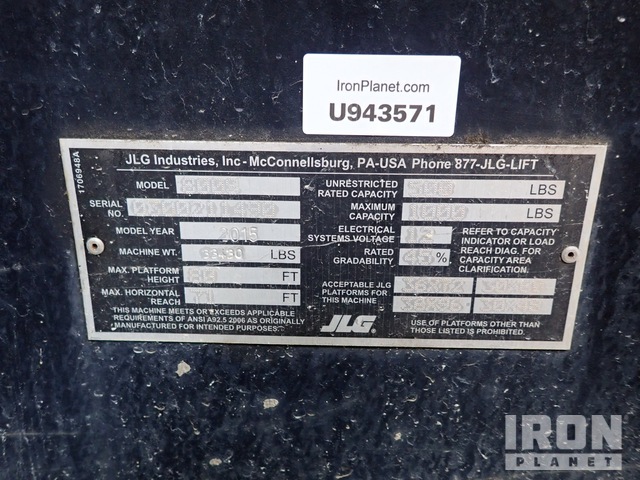 IronPlanet.com
U943571
JLG Industries, Inc - McConnellsburg, PA-USA Phone 877-JLG-LIFT
1706948A
MODEL
SERIAL NO.
MODEL YEAR 2015
MACHINE WT. LBS
MAX. PLATFORM HEIGHT FT
MAX. HORIZONTAL REACH FT
THIS MACHINE MEETS OR EXCEEDS APPLICABLE
REQUIREMENTS OF ANSI A92.5 2006 AS ORIGINALLY
MANUFACTURED FOR INTENDED PURPOSES.
UNRESTRICTED RATED CAPACITY LBS
MAXIMUM CAPACITY 1000 LBS
ELECTRICAL SYSTEMS VOLTAGE 12
RATED GRADABILITY 45 %
REFER TO CAPACITY
INDICATOR OR LOAD
REACH DIAG. FOR
CAPACITY AREA
CLARIFICATION.
ACCEPTABLE JLG
PLATFORMS FOR
THIS MACHINE
JLG
USE OF PLATFORMS OTHER THAN
THOSE LISTED IS PROHIBITED.
IRON
PLANET